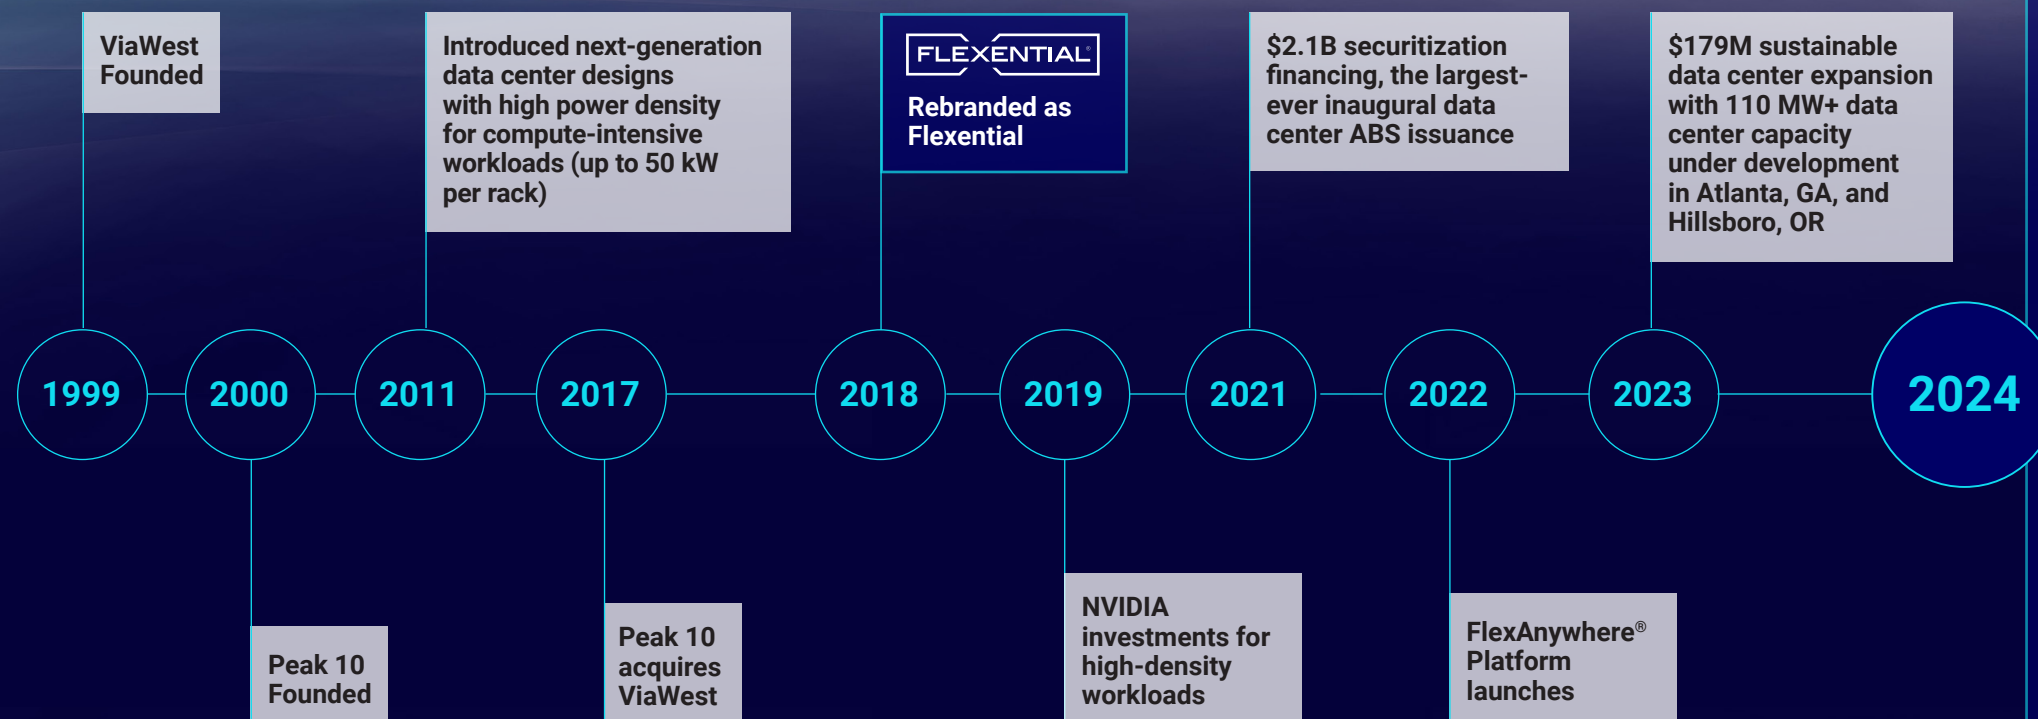 ViaWest
Founded
Introduced next-generation
data center designs
with high power density
for compute-intensive
workloads (up to 50 kW
per rack)
FLEXENTIAL®
Rebranded as
Flexential
$2.1B securitization
financing, the largest-
ever inaugural data
center ABS issuance
$179M sustainable
data center expansion
with 110 MW+ data
center capacity
under development
in Atlanta, GA, and
Hillsboro, OR
1999
2000
2011
2017
2018
2019
2021
2022
2023
2024
Peak 10
Founded
Peak 10
acquires
ViaWest
NVIDIA
investments for
high-density
workloads
FlexAnywhere®
Platform
launches